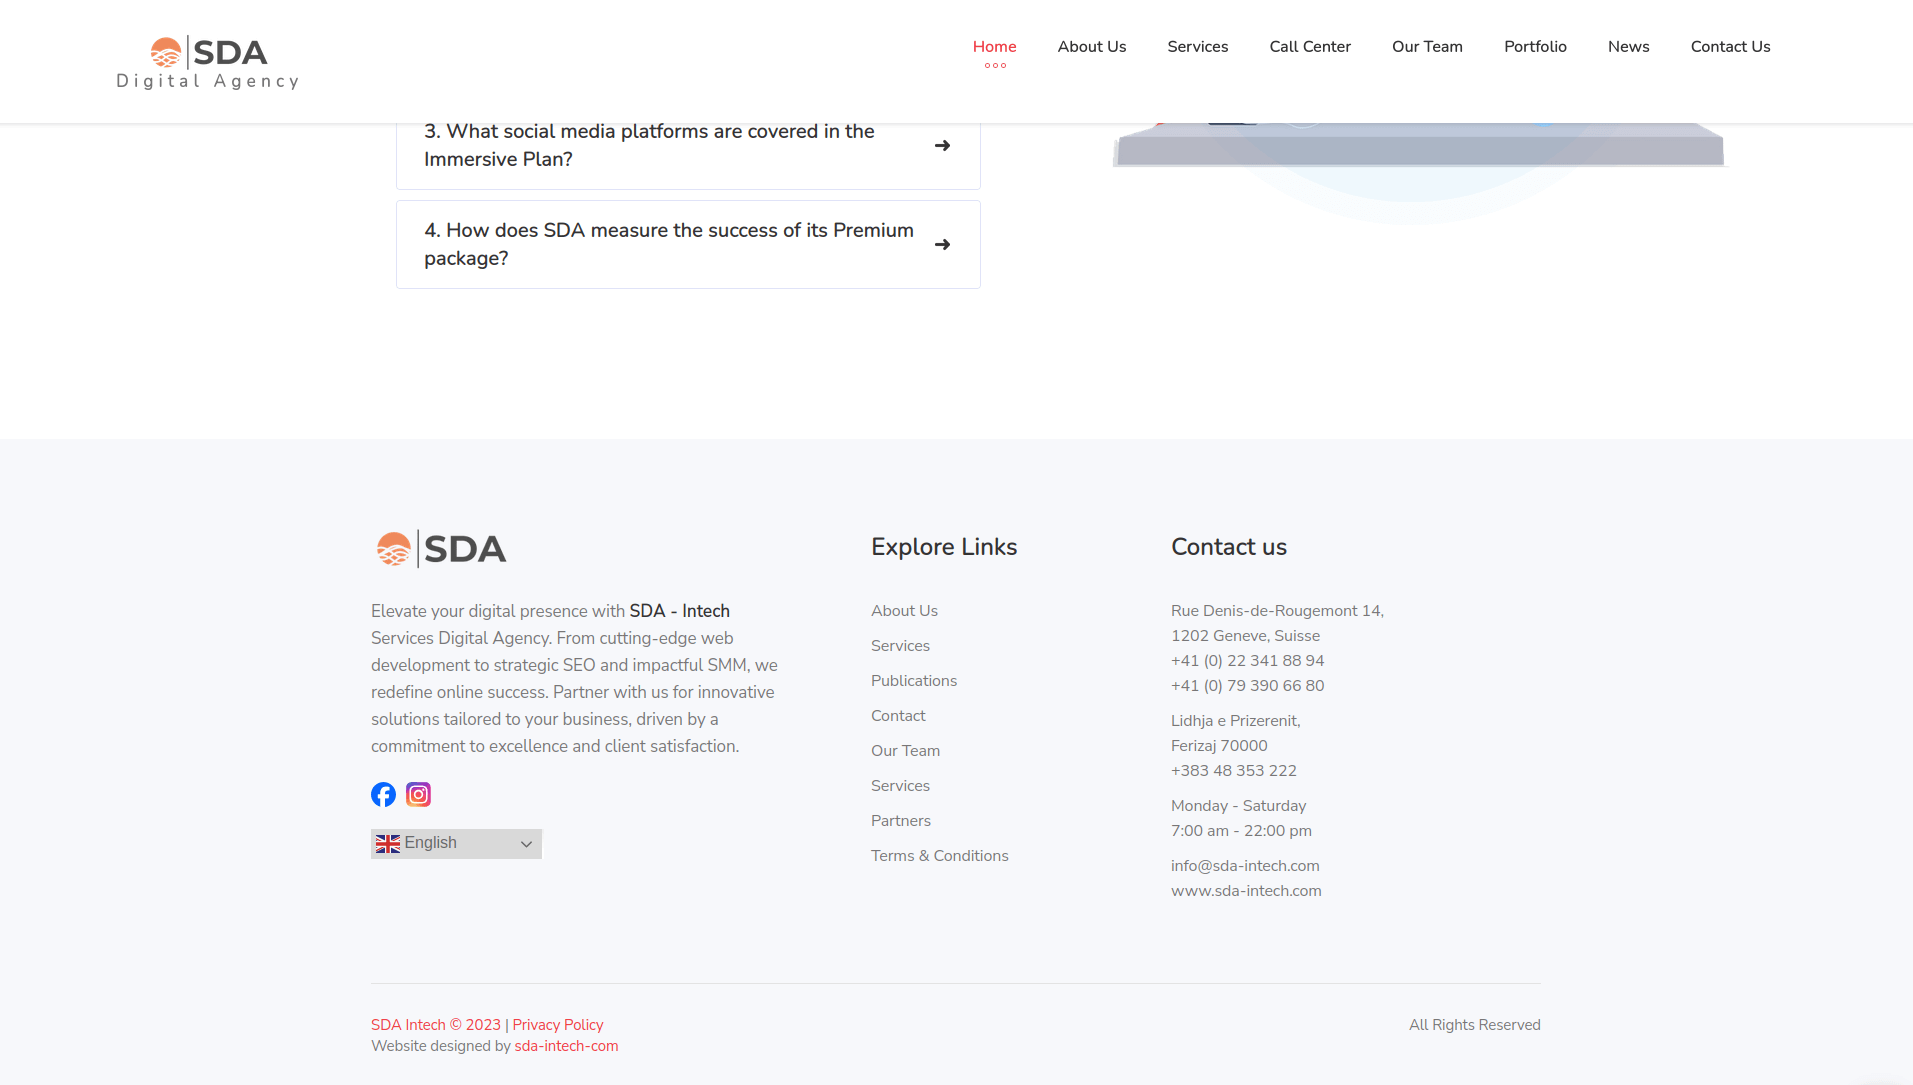 SDA
Digital Agency
Home
About Us
Services
Call Center
Our Team
Portfolio
News
Contact Us
3. What social media platforms are covered in the
Immersive Plan?
4. How does SDA measure the success of its Premium
package?
SDA
Elevate your digital presence with SDA - Intech
Services Digital Agency. From cutting-edge web
development to strategic SEO and impactful SMM, we
redefine online success. Partner with us for innovative
solutions tailored to your business, driven by a
commitment to excellence and client satisfaction.
English
Explore Links
About Us
Services
Publications
Contact
Our Team
Services
Partners
Terms & Conditions
Contact us
Rue Denis-de-Rougemont 14,
1202 Geneve, Suisse
+41 (0) 22 341 88 94
+41 (0) 79 390 66 80
Lidhja e Prizerenit,
Ferizaj 70000
+383 48 353 222
Monday - Saturday
7:00 am - 22:00 pm
info@sda-intech.com
www.sda-intech.com
SDA Intech © 2023 | Privacy Policy
Website designed by sda-intech-com
All Rights Reserved